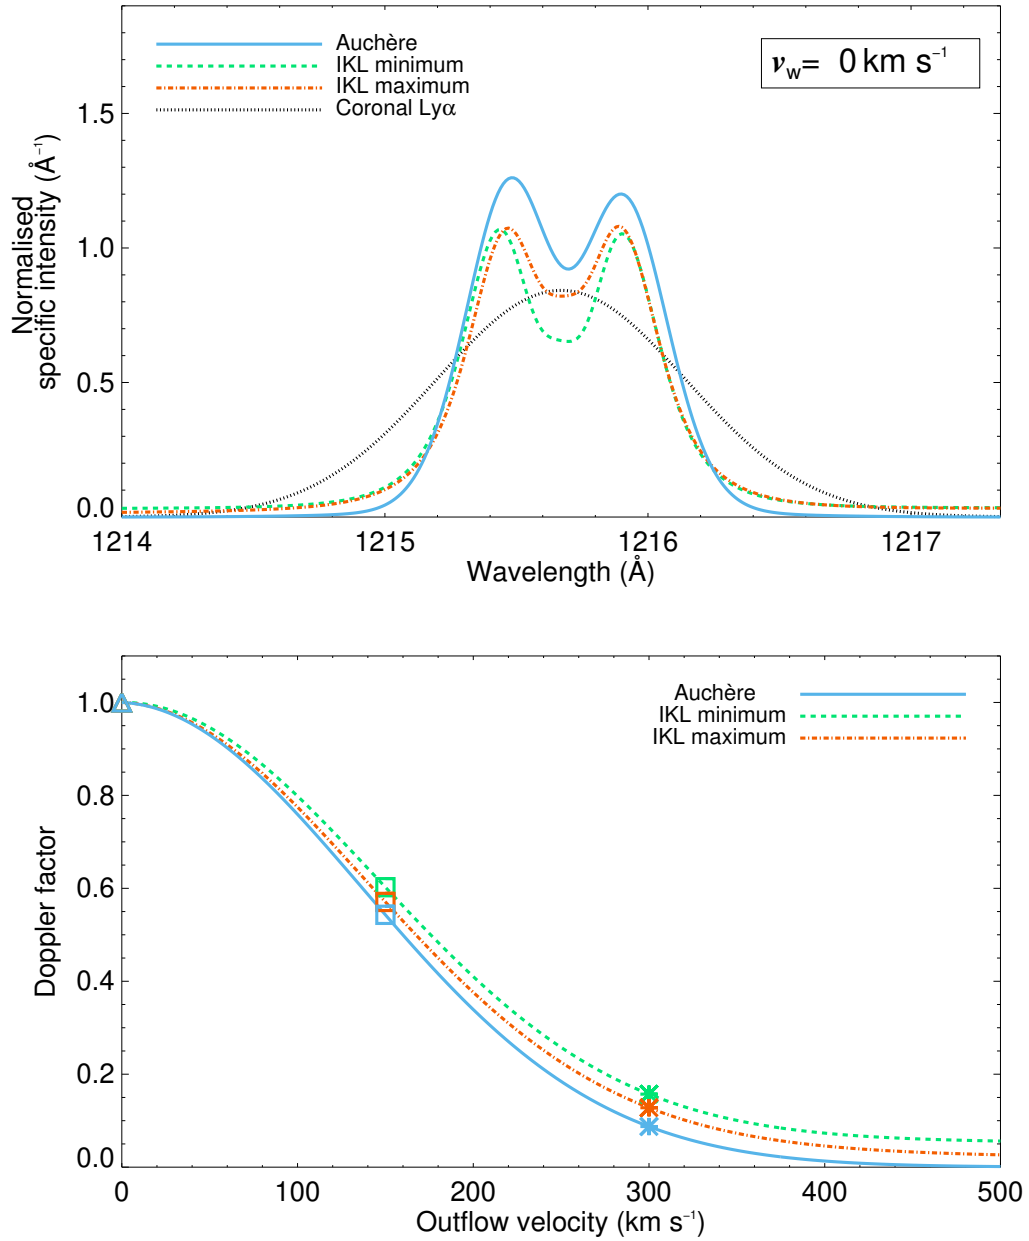 Auchère
IKL minimum
IKL maximum
Coronal Lyα
v_w= 0 km s⁻¹
Normalised
specific intensity (Å⁻¹)
1.5
1.0
0.5
0.0
1214 1215 1216 1217
Wavelength (Å)
Auchère
IKL minimum
IKL maximum
Doppler factor
1.0
0.8
0.6
0.4
0.2
0.0
0 100 200 300 400 500
Outflow velocity (km s⁻¹)